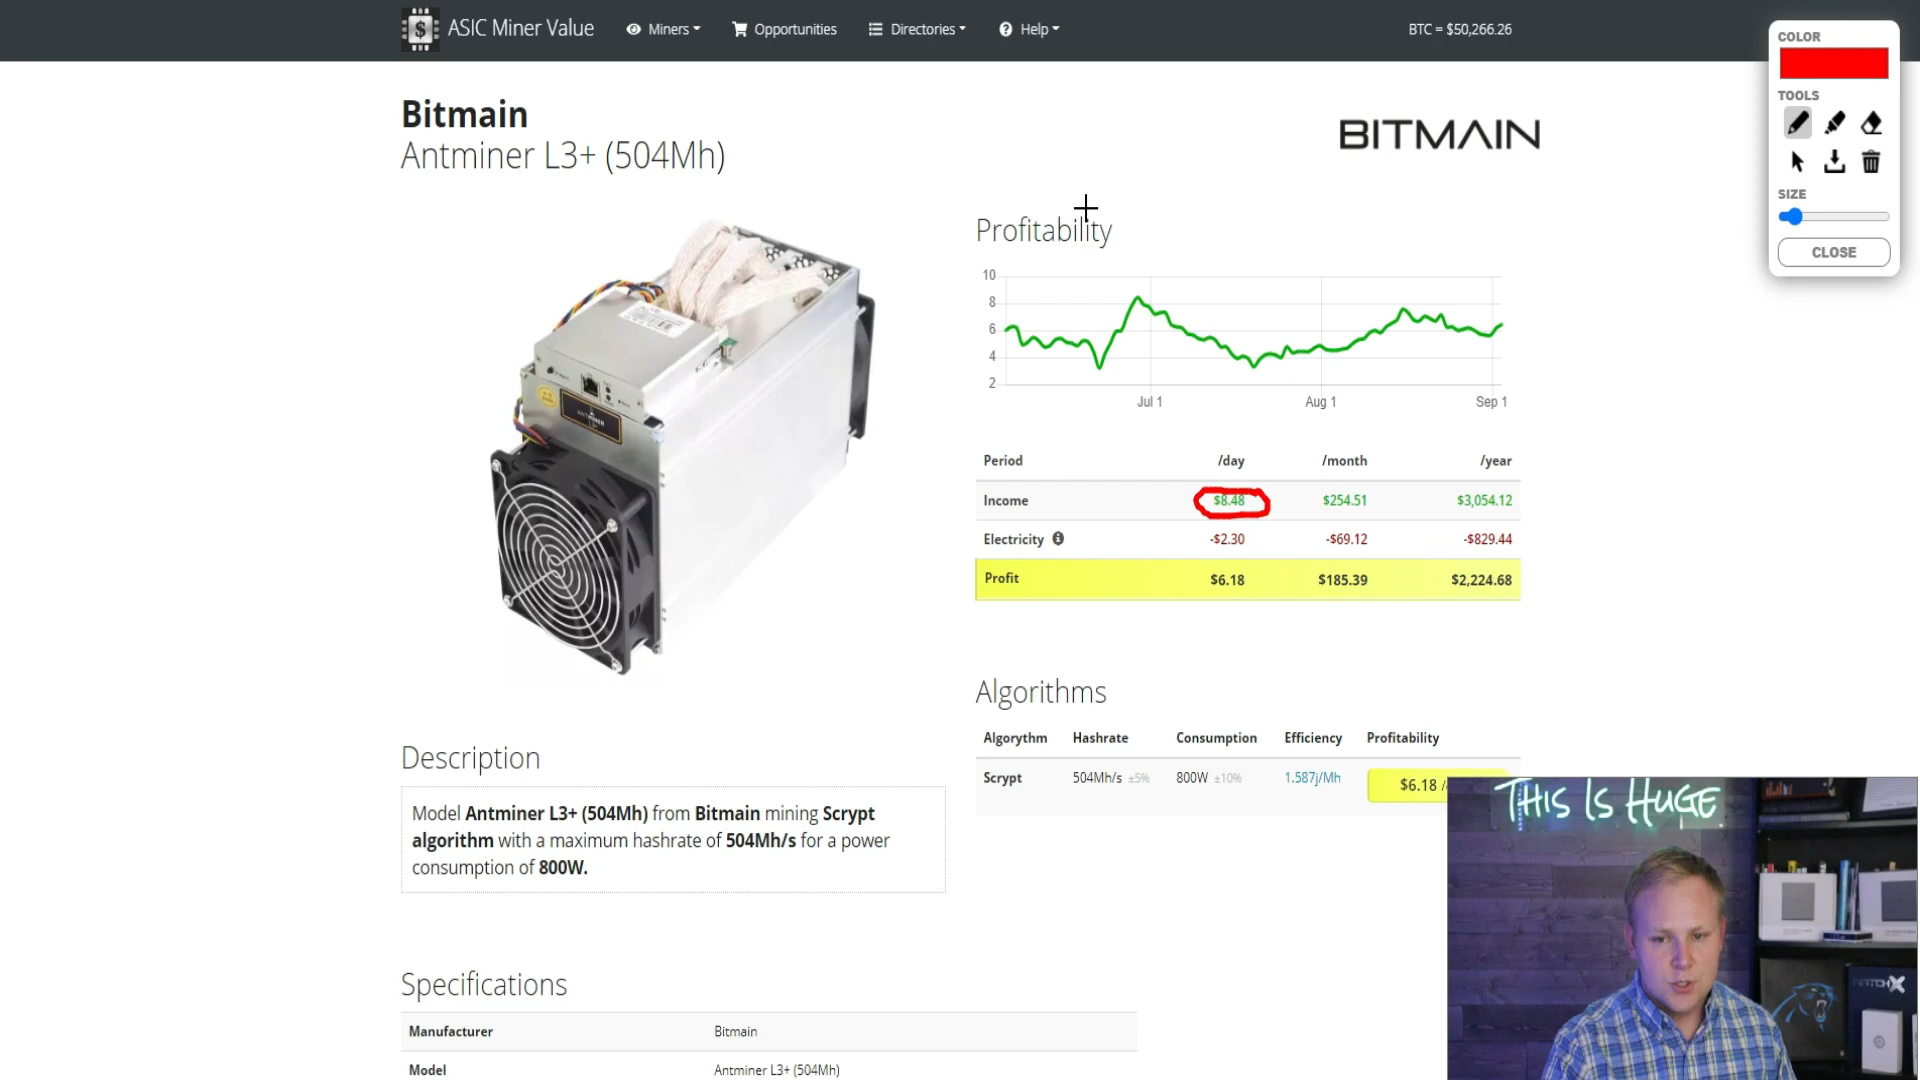 ASIC Miner Value Miners Opportunities Directories Help BTC = $50,266.26
COLOR
TOOLS
SIZE
CLOSE
Bitmain
Antminer L3+ (504Mh)
BITMAIN
Profitability
10
8
6
4
2
Jul 1 Aug 1 Sep 1
Period /day /month /year
Income $8.48 $254.51 $3,054.12
Electricity -$2.30 -$69.12 -$829.44
Profit $6.18 $185.39 $2,224.68
Algorithms
Algorythm Hashrate Consumption Efficiency Profitability
Scrypt 504Mh/s ±5% 800W ±10% 1.587j/Mh $6.18 /
Description
Model Antminer L3+ (504Mh) from Bitmain mining Scrypt
algorithm with a maximum hashrate of 504Mh/s for a power
consumption of 800W.
THIS IS HUGE
Specifications
Manufacturer Bitmain
Model Antminer L3+ (504Mh)